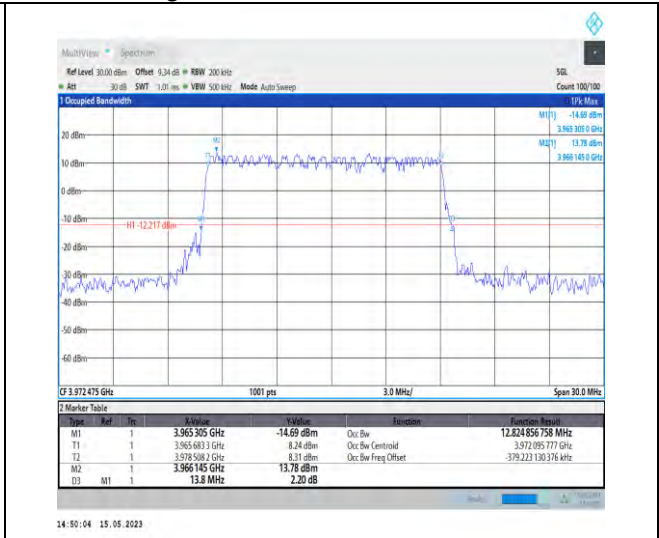 MultiView Spectrum
Ref Level 30.00 dBm Offset 9.34 dB RBW 200 kHz SGL
Att 30 dB SWT 1.01 ms VBW 500 kHz Mode Auto Sweep Count 100/100
1 Occupied Bandwidth 1Pk Max
M1[1] -14.69 dBm
3.965 305 0 GHz
20 dBm
M2[1] 13.78 dBm
3.966 145 0 GHz
M2
10 dBm
0 dBm
-10 dBm
H1 -12.217 dBm
-20 dBm
-30 dBm
-40 dBm
-50 dBm
-60 dBm
CF 3.972 475 GHz 1001 pts 3.0 MHz/ Span 30.0 MHz
2 Marker Table
Type Ref Trc X-Value Y-Value Function Function Result
M1 1 3.965305 GHz -14.69 dBm Occ Bw 12.824 856 758 MHz
T1 1 3.965 683 3 GHz 8.24 dBm Occ Bw Centroid 3.972 095 777 GHz
T2 1 3.978 508 2 GHz 8.31 dBm Occ Bw Freq Offset -379.223 130 376 kHz
M2 1 3.966 145 GHz 13.78 dBm
D3 M1 1 13.8 MHz 2.20 dB
14:50:04 15.05.2023